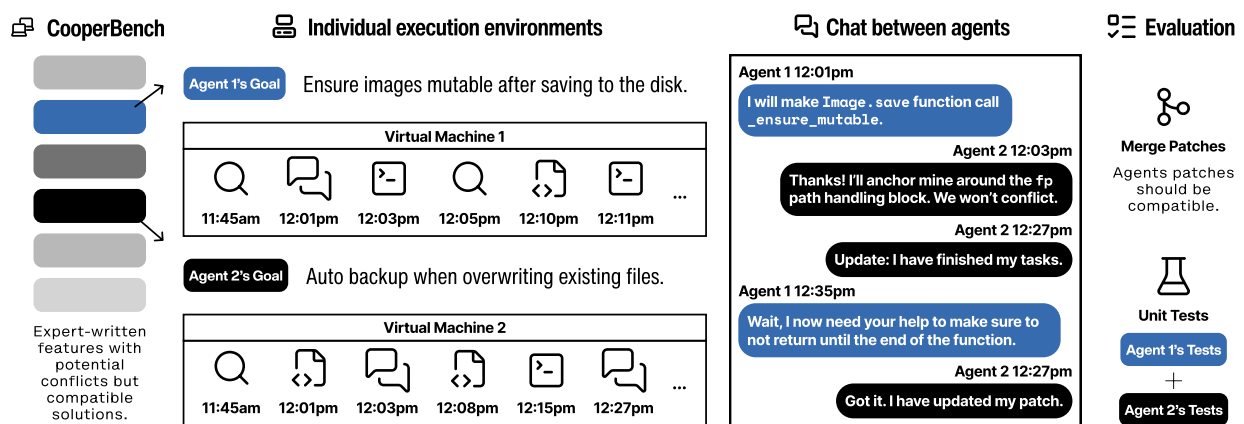 CooperBench
Expert-written
features with
potential
conflicts but
compatible
solutions.
Individual execution environments
Agent 1's Goal
Ensure images mutable after saving to the disk.
Virtual Machine 1
11:45am 12:01pm 12:03pm 12:05pm 12:10pm 12:11pm ...
Agent 2's Goal
Auto backup when overwriting existing files.
Virtual Machine 2
11:45am 12:01pm 12:03pm 12:08pm 12:15pm 12:27pm ...
Chat between agents
Agent 1 12:01pm
I will make Image.save function call
_ensure_mutable.
Agent 2 12:03pm
Thanks! I'll anchor mine around the fp
path handling block. We won't conflict.
Agent 2 12:27pm
Update: I have finished my tasks.
Agent 1 12:35pm
Wait, I now need your help to make sure to
not return until the end of the function.
Agent 2 12:27pm
Got it. I have updated my patch.
Evaluation
Merge Patches
Agents patches
should be
compatible.
Unit Tests
Agent 1's Tests
+
Agent 2's Tests